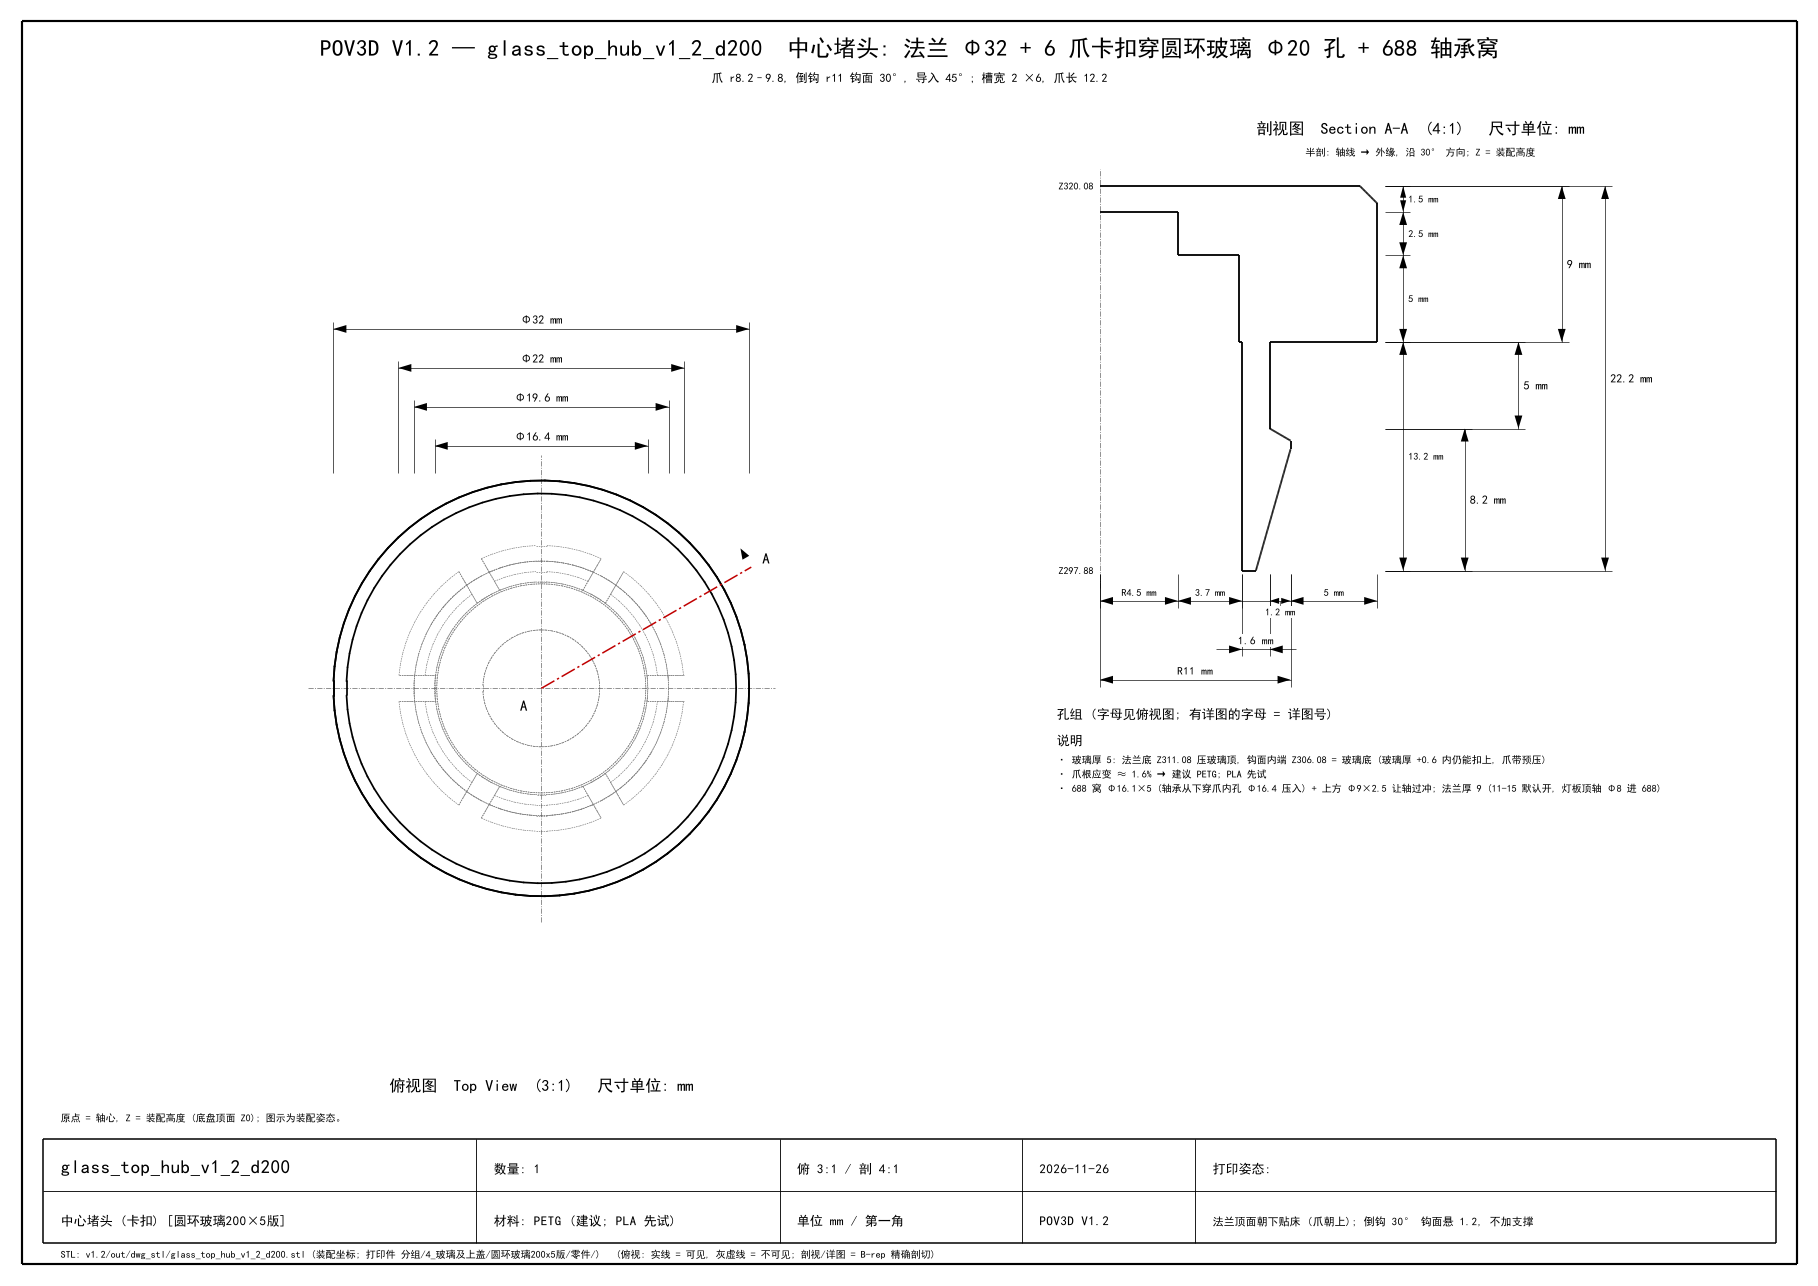 POV3D V1.2 — glass_top_hub_v1_2_d200  中心堵头: 法兰 Φ32 + 6 爪卡扣穿圆环玻璃 Φ20 孔 + 688 轴承窝
爪 r8.2-9.8, 倒钩 r11 钩面 30°, 导入 45°; 槽宽 2 ×6, 爪长 12.2
剖视图  Section A-A  (4:1)  尺寸单位: mm
半剖: 轴线 → 外缘, 沿 30° 方向; Z = 装配高度
Z320.08
1.5 mm
2.5 mm
9 mm
5 mm
22.2 mm
5 mm
13.2 mm
8.2 mm
Z297.88
R4.5 mm
3.7 mm
5 mm
1.2 mm
1.6 mm
R11 mm
Φ32 mm
Φ22 mm
Φ19.6 mm
Φ16.4 mm
A
A
孔组 (字母见俯视图; 有详图的字母 = 详图号)
说明
· 玻璃厚 5: 法兰底 Z311.08 压玻璃顶, 钩面内端 Z306.08 = 玻璃底 (玻璃厚 +0.6 内仍能扣上, 爪带预压)
· 爪根应变 ≈ 1.6% → 建议 PETG; PLA 先试
· 688 窝 Φ16.1×5 (轴承从下穿爪内孔 Φ16.4 压入) + 上方 Φ9×2.5 让轴过冲; 法兰厚 9 (11-15 默认开, 灯板顶轴 Φ8 进 688)
俯视图  Top View  (3:1)  尺寸单位: mm
原点 = 轴心, Z = 装配高度 (底盘顶面 Z0); 图示为装配姿态。
glass_top_hub_v1_2_d200
数量: 1
俯 3:1 / 剖 4:1
2026-11-26
打印姿态:
中心堵头 (卡扣) [圆环玻璃200×5版]
材料: PETG (建议; PLA 先试)
单位 mm / 第一角
POV3D V1.2
法兰顶面朝下贴床 (爪朝上); 倒钩 30° 钩面悬 1.2, 不加支撑
STL: v1.2/out/dwg_stl/glass_top_hub_v1_2_d200.stl (装配坐标; 打印件 分组/4_玻璃及上盖/圆环玻璃200x5版/零件/)  (俯视: 实线 = 可见, 灰虚线 = 不可见; 剖视/详图 = B-rep 精确剖切)